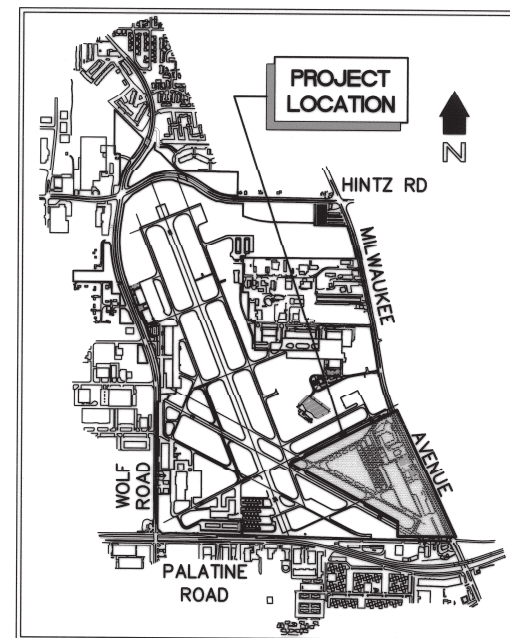 PROJECT
LOCATION
N
HINTZ RD
MILWAUKEE
AVENUE
WOLF
ROAD
PALATINE
ROAD